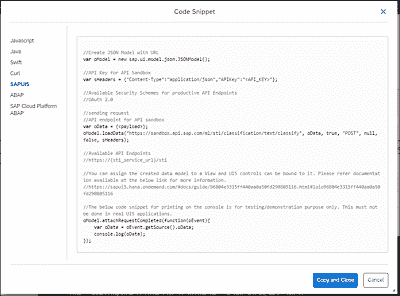 Code Snippet
Javascript
Java
Swift
Curl
SAPUI5
ABAP
SAP Cloud Platform
ABAP
//Create JSON Model with URL
var oModel = new sap.ui.model.json.JSONModel();
//API Key for API Sandbox
var sHeaders = {"Content-Type":"application/json","APIKey":"<API_KEY>"};
//Available Security Schemes for productive API Endpoints
//OAuth 2.0
//sending request
//API endpoint for API sandbox
var oData = {<payload>};
oModel.loadData("https://sandbox.api.sap.com/ml/sti/classification/text/classify", oData, true, "POST", null,
false, sHeaders);
//Available API Endpoints
//https://{sti_service_url}/sti
//You can assign the created data model to a View and UI5 controls can be bound to it. Please refer documentat
ion available at the below link for more information.
//The below code snippet for printing on the console is for testing/demonstration purpose only. This must not
be done in real UI5 applications.
oModel.attachRequestCompleted(function(oEvent){
var oData = oEvent.getSource().oData;
console.log(oData);
});
Copy and Close
Cancel